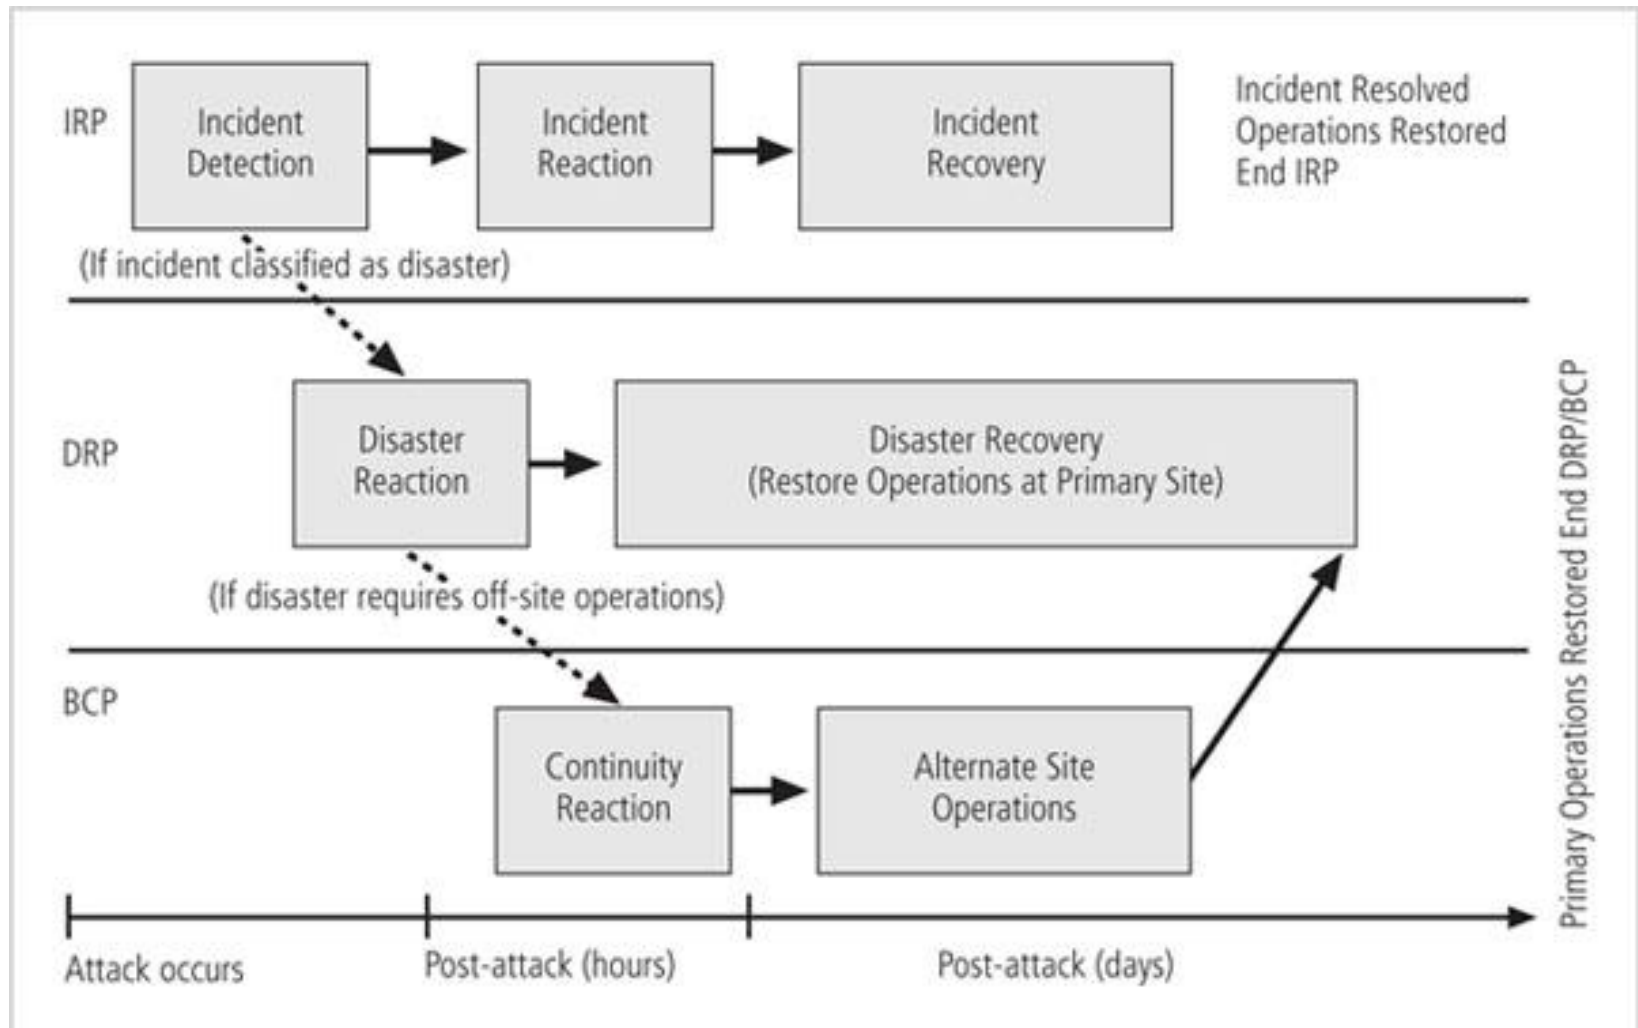 IRP
Incident
Detection
Incident
Reaction
Incident
Recovery
Incident Resolved
Operations Restored
End IRP
(If incident classified as disaster)
DRP
Disaster
Reaction
Disaster Recovery
(Restore Operations at Primary Site)
(If disaster requires off-site operations)
BCP
Continuity
Reaction
Alternate Site
Operations
Primary Operations Restored End DRP/BCP
Attack occurs
Post-attack (hours)
Post-attack (days)